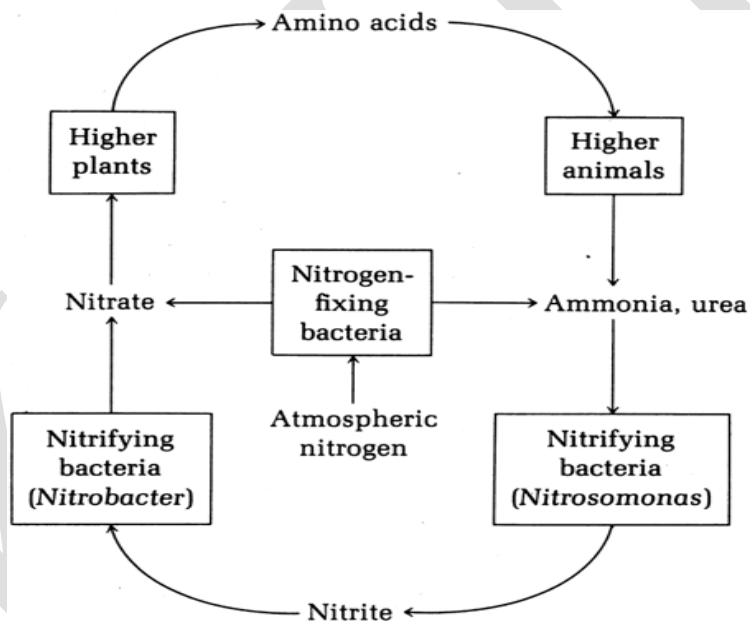 Amino acids
Higher
plants
Higher
animals
Nitrate
Nitrogen-
fixing
bacteria
Ammonia, urea
Atmospheric
nitrogen
Nitrifying
bacteria
(Nitrobacter)
Nitrifying
bacteria
(Nitrosomonas)
Nitrite